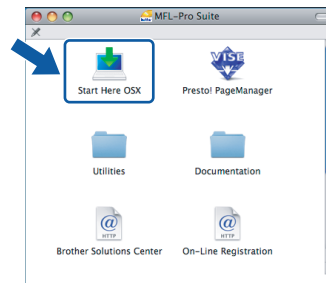 MFL-Pro Suite
Start Here OSX
Presto! PageManager
VISE
Utilities
Documentation
@
HTTP
@
HTTP
Brother Solutions Center
On-Line Registration